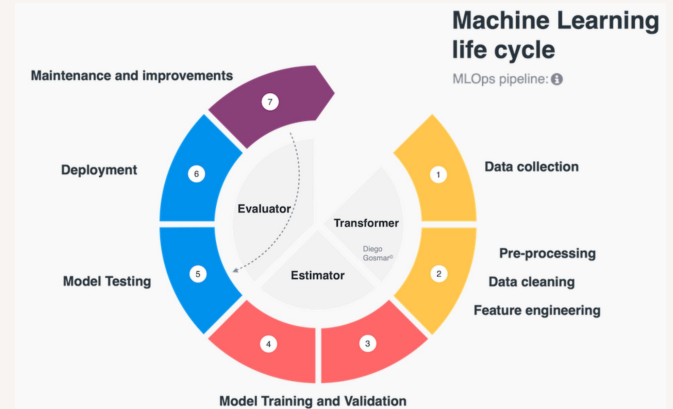 Machine Learning
life cycle
MLOps pipeline: i
Maintenance and improvements
7
6
Deployment
1
Data collection
Evaluator
Transformer
Diego
Gosmar©
Pre-processing
5
2
Model Testing
Estimator
Data cleaning
Feature engineering
4
3
Model Training and Validation